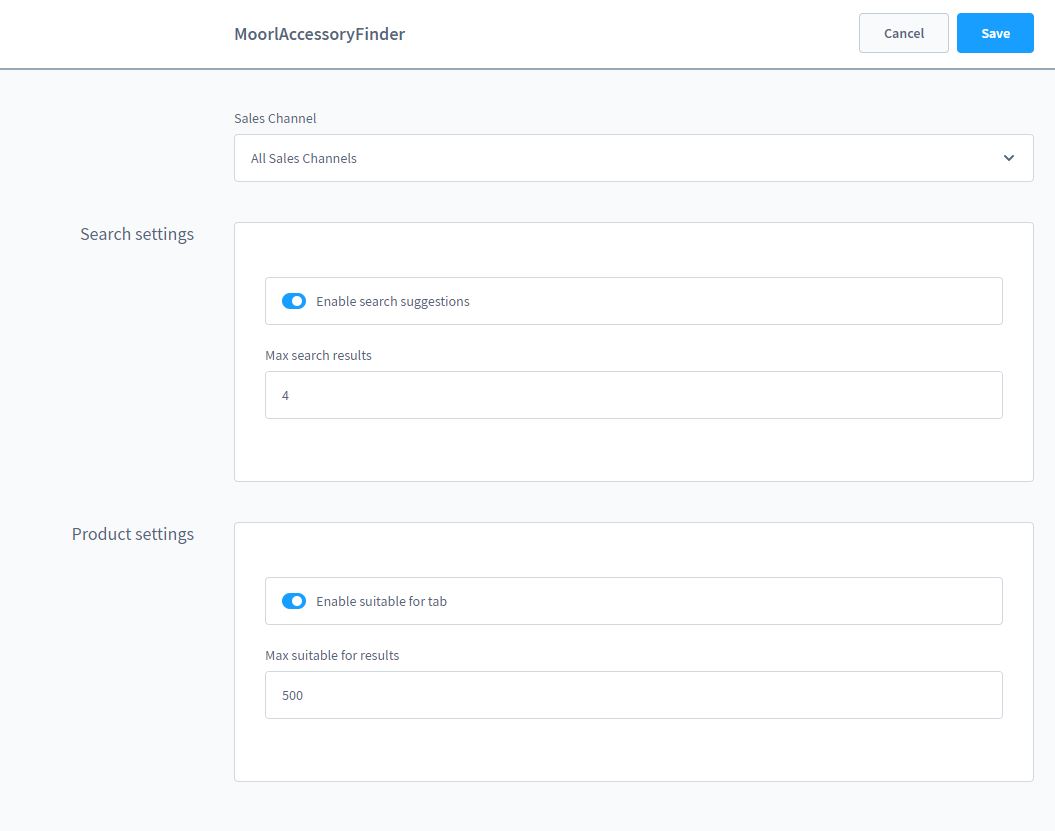 MoorlAccessoryFinder
Cancel
Save
Sales Channel
All Sales Channels
Search settings
Enable search suggestions
Max search results
4
Product settings
Enable suitable for tab
Max suitable for results
500